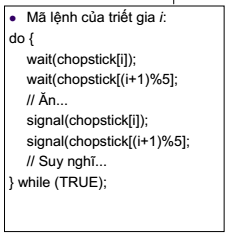 • Mã lệnh của triết gia i:
do {
wait(chopstick[i]);
wait(chopstick[(i+1)%5];
// Ăn...
signal(chopstick[i]);
signal(chopstick[(i+1)%5];
// Suy nghĩ...
} while (TRUE);